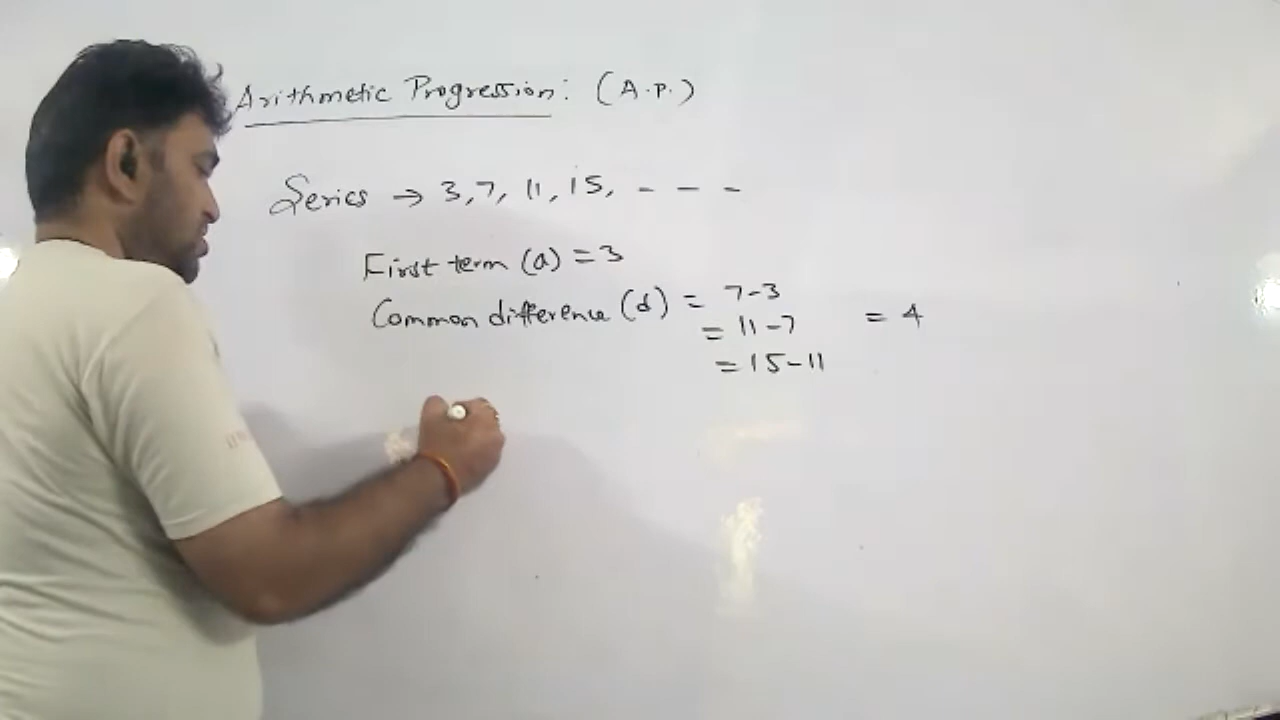 Arithmetic Progression: (A.P.)
Series → 3, 7, 11, 15, - - -
First term (a) = 3
Common difference (d) = 7-3
= 11-7 = 4
= 15-11